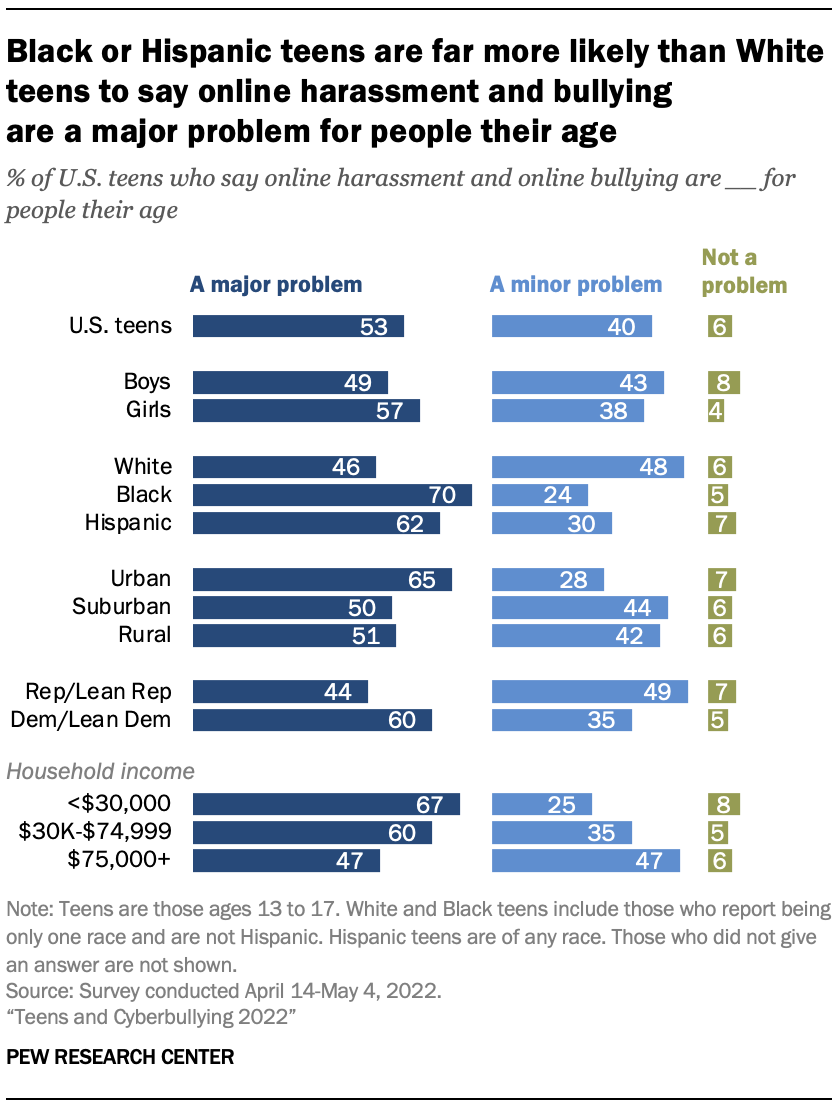 Black or Hispanic teens are far more likely than White
teens to say online harassment and bullying
are a major problem for people their age
% of U.S. teens who say online harassment and online bullying are __ for
people their age
A major problem A minor problem Not a
problem
U.S. teens 53 40 6
Boys 49 43 8
Girls 57 38 4
White 46 48 6
Black 70 24 5
Hispanic 62 30 7
Urban 65 28 7
Suburban 50 44 6
Rural 51 42 6
Rep/Lean Rep 44 49 7
Dem/Lean Dem 60 35 5
Household income
<$30,000 67 25 8
$30K-$74,999 60 35 5
$75,000+ 47 47 6
Note: Teens are those ages 13 to 17. White and Black teens include those who report being
only one race and are not Hispanic. Hispanic teens are of any race. Those who did not give
an answer are not shown.
Source: Survey conducted April 14-May 4, 2022.
“Teens and Cyberbullying 2022”
PEW RESEARCH CENTER